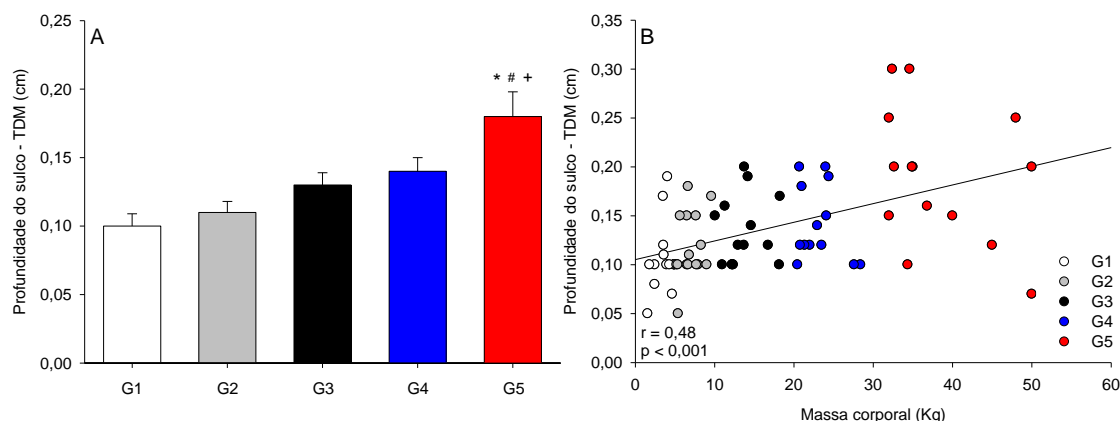 A
Profundidade do sulco - TDM (cm)
0,25
0,20
0,15
0,10
0,05
0,00
* # +
G1 G2 G3 G4 G5
B
Profundidade do sulco - TDM (cm)
0,35
0,30
0,25
0,20
0,15
0,10
0,05
0,00
r = 0,48
p < 0,001
G1
G2
G3
G4
G5
0 10 20 30 40 50 60
Massa corporal (Kg)